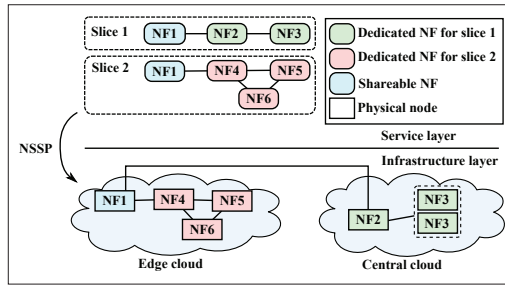 Slice 1
NF1
NF2
NF3
Slice 2
NF1
NF4
NF5
NF6
Dedicated NF for slice 1
Dedicated NF for slice 2
Shareable NF
Physical node
NSSP
Service layer
Infrastructure layer
NF1
NF4
NF5
NF6
Edge cloud
NF2
NF3
NF3
Central cloud